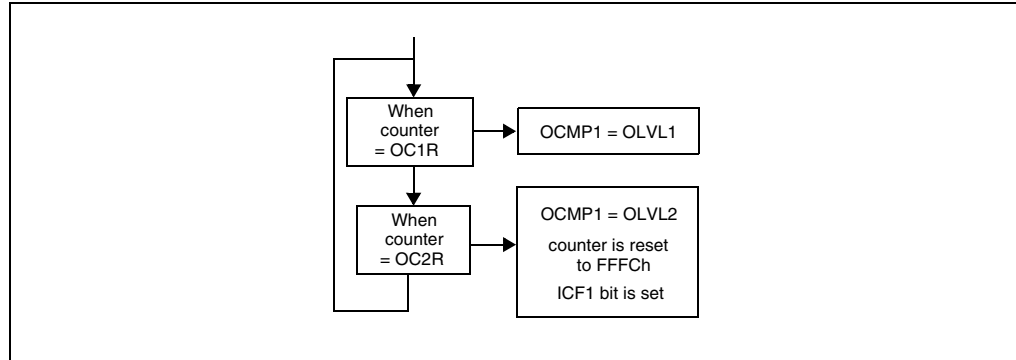 When
counter
= OC1R
OCMP1 = OLVL1
When
counter
= OC2R
OCMP1 = OLVL2
counter is reset
to FFFCh
ICF1 bit is set